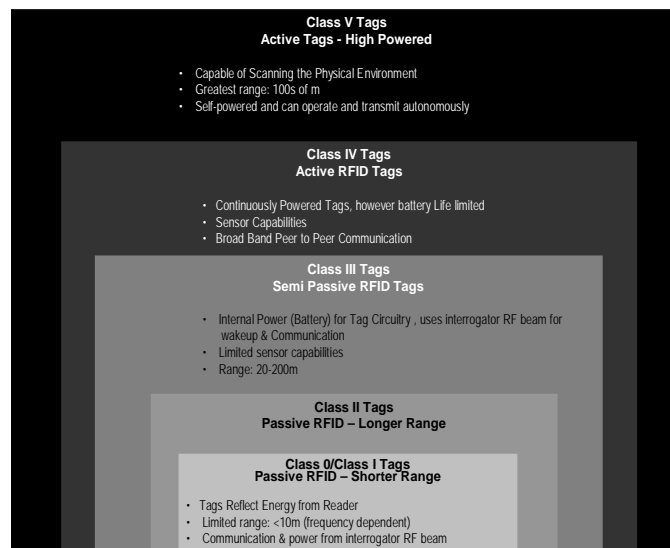 Class V Tags
Active Tags - High Powered
• Capable of Scanning the Physical Environment
• Greatest range: 100s of m
• Self-powered and can operate and transmit autonomously
Class IV Tags
Active RFID Tags
• Continuously Powered Tags, however battery Life limited
• Sensor Capabilities
• Broad Band Peer to Peer Communication
Class III Tags
Semi Passive RFID Tags
• Internal Power (Battery) for Tag Circuitry , uses interrogator RF beam for
wakeup & Communication
• Limited sensor capabilities
• Range: 20-200m
Class II Tags
Passive RFID – Longer Range
Class 0/Class I Tags
Passive RFID – Shorter Range
• Tags Reflect Energy from Reader
• Limited range: <10m (frequency dependent)
• Communication & power from interrogator RF beam